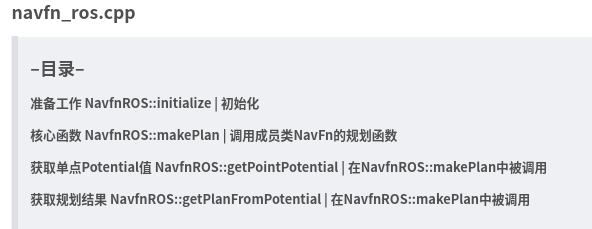 navfn_ros.cpp
–目录–
准备工作 NavfnROS::initialize | 初始化
核心函数 NavfnROS::makePlan | 调用成员类NavFn的规划函数
获取单点Potential值 NavfnROS::getPointPotential | 在NavfnROS::makePlan中被调用
获取规划结果 NavfnROS::getPlanFromPotential | 在NavfnROS::makePlan中被调用